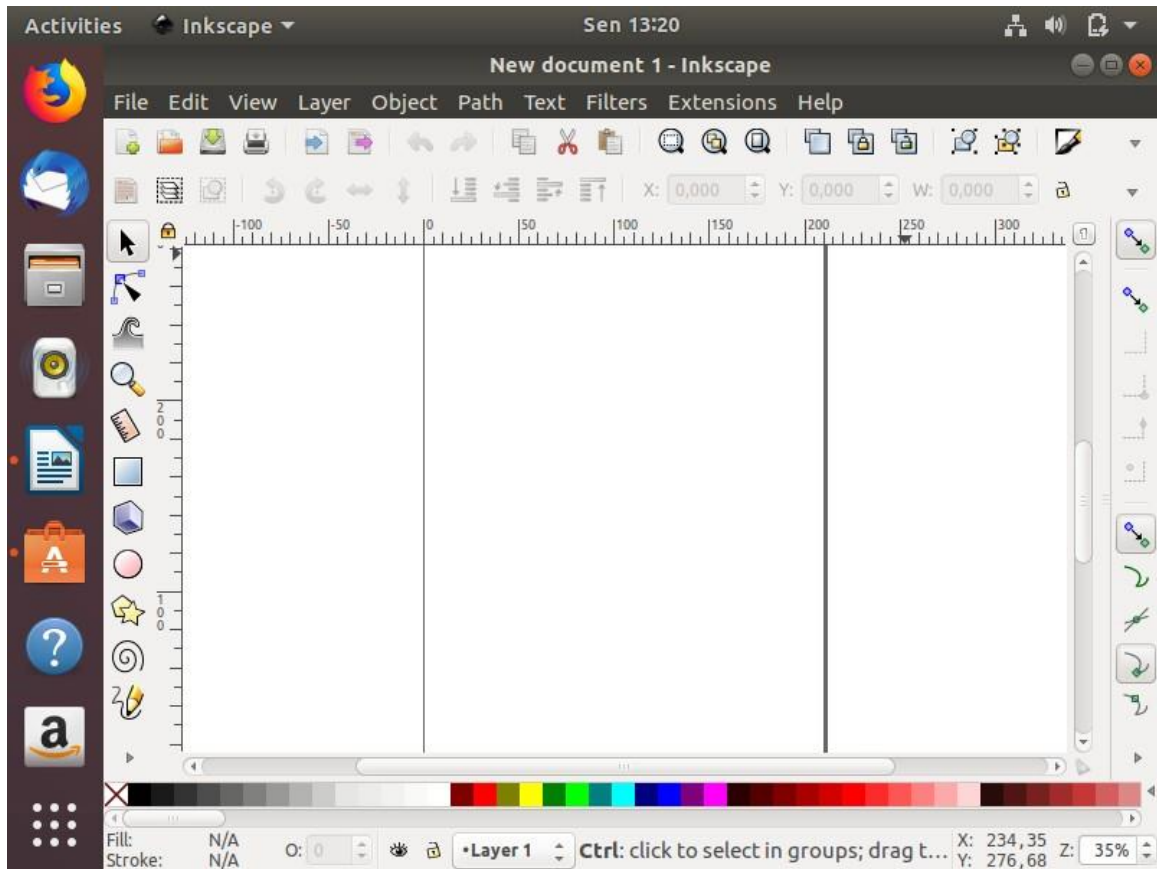 Activities Inkscape Sen 13:20
New document 1 - Inkscape
File Edit View Layer Object Path Text Filters Extensions Help
X: 0,000 Y: 0,000 W: 0,000
-100 -50 0 50 100 150 200 250 300
200
100
a
Fill: N/A O: 0 •Layer 1 Ctrl: click to select in groups; drag t... X: 234,35 Z: 35%
Stroke: N/A Y: 276,68